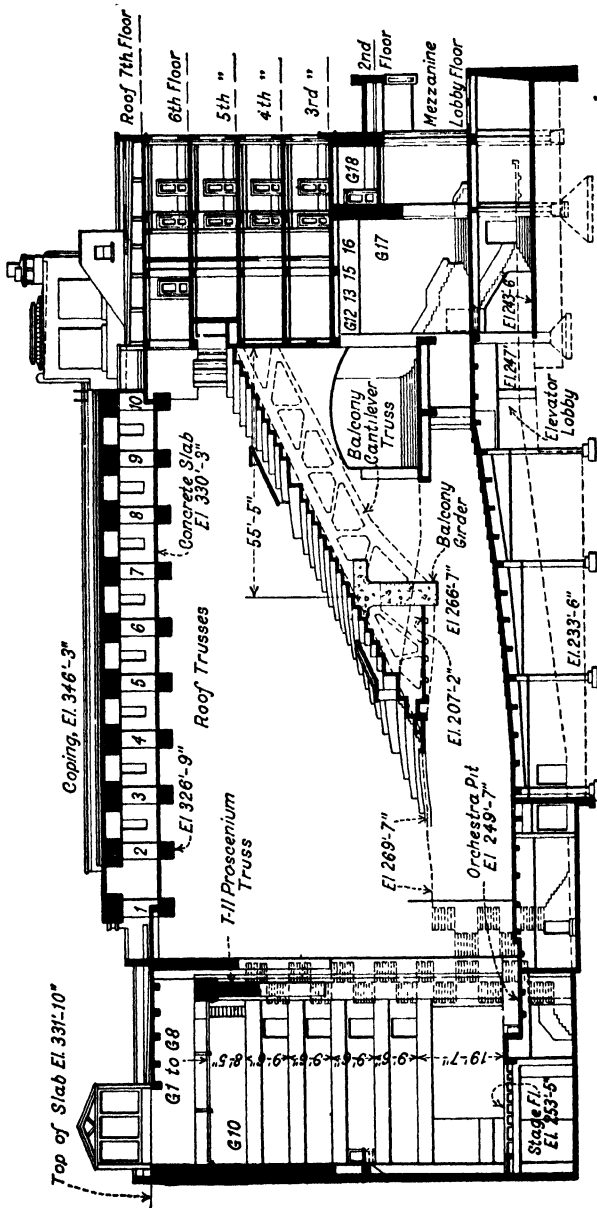 Top of Slab El. 331'-10"
Coping, El. 346'-3"
Roof 7th Floor
6th Floor
5th "
4th "
3rd "
2nd
Floor
Mezzanine
Lobby Floor
1 2 3 4 5 6 7 8 9 10
El 326'-9"
Concrete Slab
El 330'-3"
Roof Trusses
G1 to G8
G10
T-11 Proscenium
Truss
8'-5"
9'-6"
9'-6"
9'-6"
9'-6"
19'-7"
55'-5"
Balcony
Cantilever
Truss
G12 13 15 16
G17
G18
Balcony
Girder
El 266'-7"
El. 207'-2"
El 269'-7"
Orchestra Pit
El 249'-7"
Stage Fl.
El. 253'-5"
El. 247'
El 243'-6"
Elevator
Lobby
El. 233'-6"